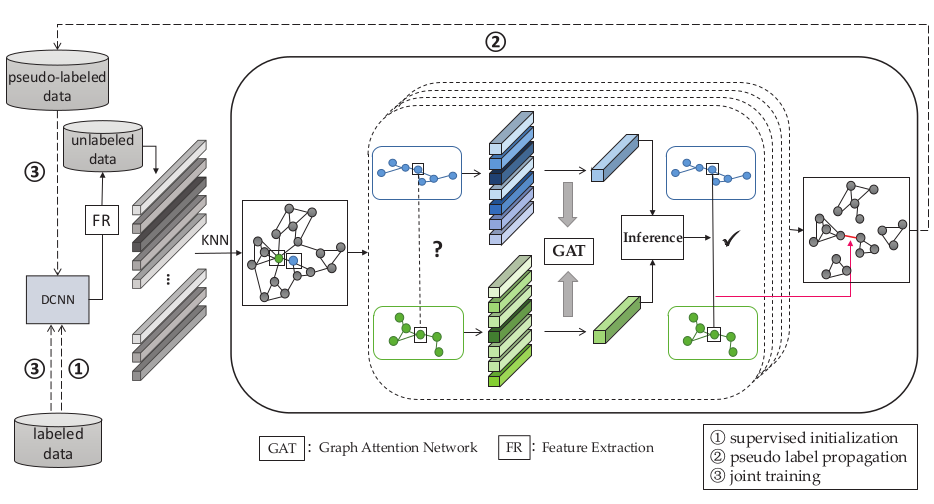 ②
pseudo-labeled
data
unlabeled
data
③
FR
KNN
...
?
GAT
Inference
✓
DCNN
③
①
labeled
data
GAT: Graph Attention Network
FR: Feature Extraction
① supervised initialization
② pseudo label propagation
③ joint training